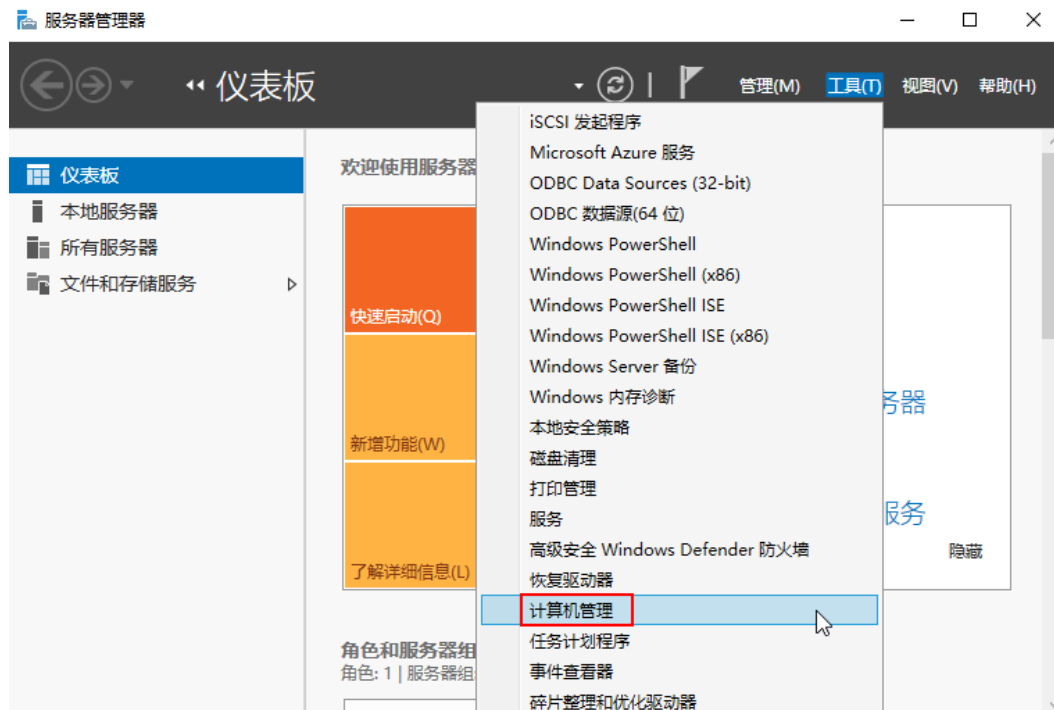 服务器管理器
仪表板
管理(M) 工具(T) 视图(V) 帮助(H)
仪表板
本地服务器
所有服务器
文件和存储服务
欢迎使用服务器
快速启动(Q)
新增功能(W)
了解详细信息(L)
务器
服务
隐藏
角色和服务器组
角色: 1 | 服务器组
iSCSI 发起程序
Microsoft Azure 服务
ODBC Data Sources (32-bit)
ODBC 数据源(64 位)
Windows PowerShell
Windows PowerShell (x86)
Windows PowerShell ISE
Windows PowerShell ISE (x86)
Windows Server 备份
Windows 内存诊断
本地安全策略
磁盘清理
打印管理
服务
高级安全 Windows Defender 防火墙
恢复驱动器
计算机管理
任务计划程序
事件查看器
碎片整理和优化驱动器